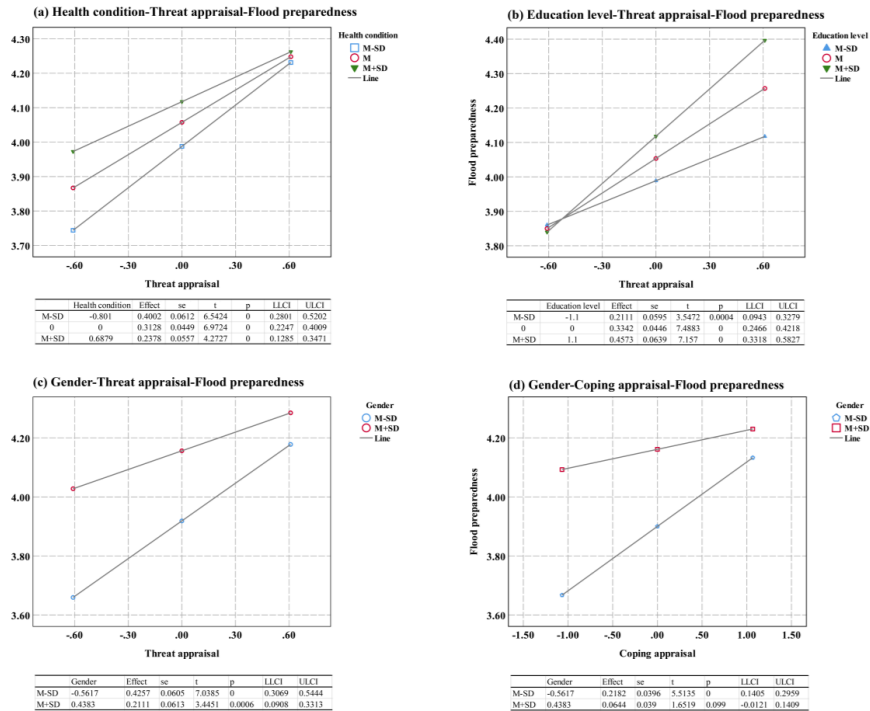 (a) Health condition-Threat appraisal-Flood preparedness
4.30
4.20
4.10
4.00
3.90
3.80
3.70
-.60 -.30 .00 .30 .60
Threat appraisal
Health condition
M-SD
M
M+SD
Line
Health condition Effect se t p LLCI ULCI
M-SD -0.801 0.4002 0.0612 6.5424 0 0.2801 0.5202
0 0 0.3128 0.0449 6.9724 0 0.2247 0.4009
M+SD 0.6879 0.2378 0.0557 4.2727 0 0.1285 0.3471
(b) Education level-Threat appraisal-Flood preparedness
Flood preparedness
4.40
4.30
4.20
4.10
4.00
3.90
3.80
-.60 -.30 .00 .30 .60
Threat appraisal
Education level
M-SD
M
M+SD
Line
Education level Effect se t p LLCI ULCI
M-SD -1.1 0.2111 0.0595 3.5472 0.0004 0.0943 0.3279
0 0 0.3342 0.0446 7.4883 0 0.2466 0.4218
M+SD 1.1 0.4573 0.0639 7.157 0 0.3318 0.5827
(c) Gender-Threat appraisal-Flood preparedness
4.20
4.00
3.80
3.60
-.60 -.30 .00 .30 .60
Threat appraisal
Gender
M-SD
M+SD
Line
Gender Effect se t p LLCI ULCI
M-SD -0.5617 0.4257 0.0605 7.0385 0 0.3069 0.5444
M+SD 0.4383 0.2111 0.0613 3.4451 0.0006 0.0908 0.3313
(d) Gender-Coping appraisal-Flood preparedness
Flood preparedness
4.20
4.00
3.80
3.60
-1.50 -1.00 -.50 .00 .50 1.00 1.50
Coping appraisal
Gender
M-SD
M+SD
Line
Gender Effect se t p LLCI ULCI
M-SD -0.5617 0.2182 0.0396 5.5135 0 0.1405 0.2959
M+SD 0.4383 0.0644 0.039 1.6519 0.099 -0.0121 0.1409